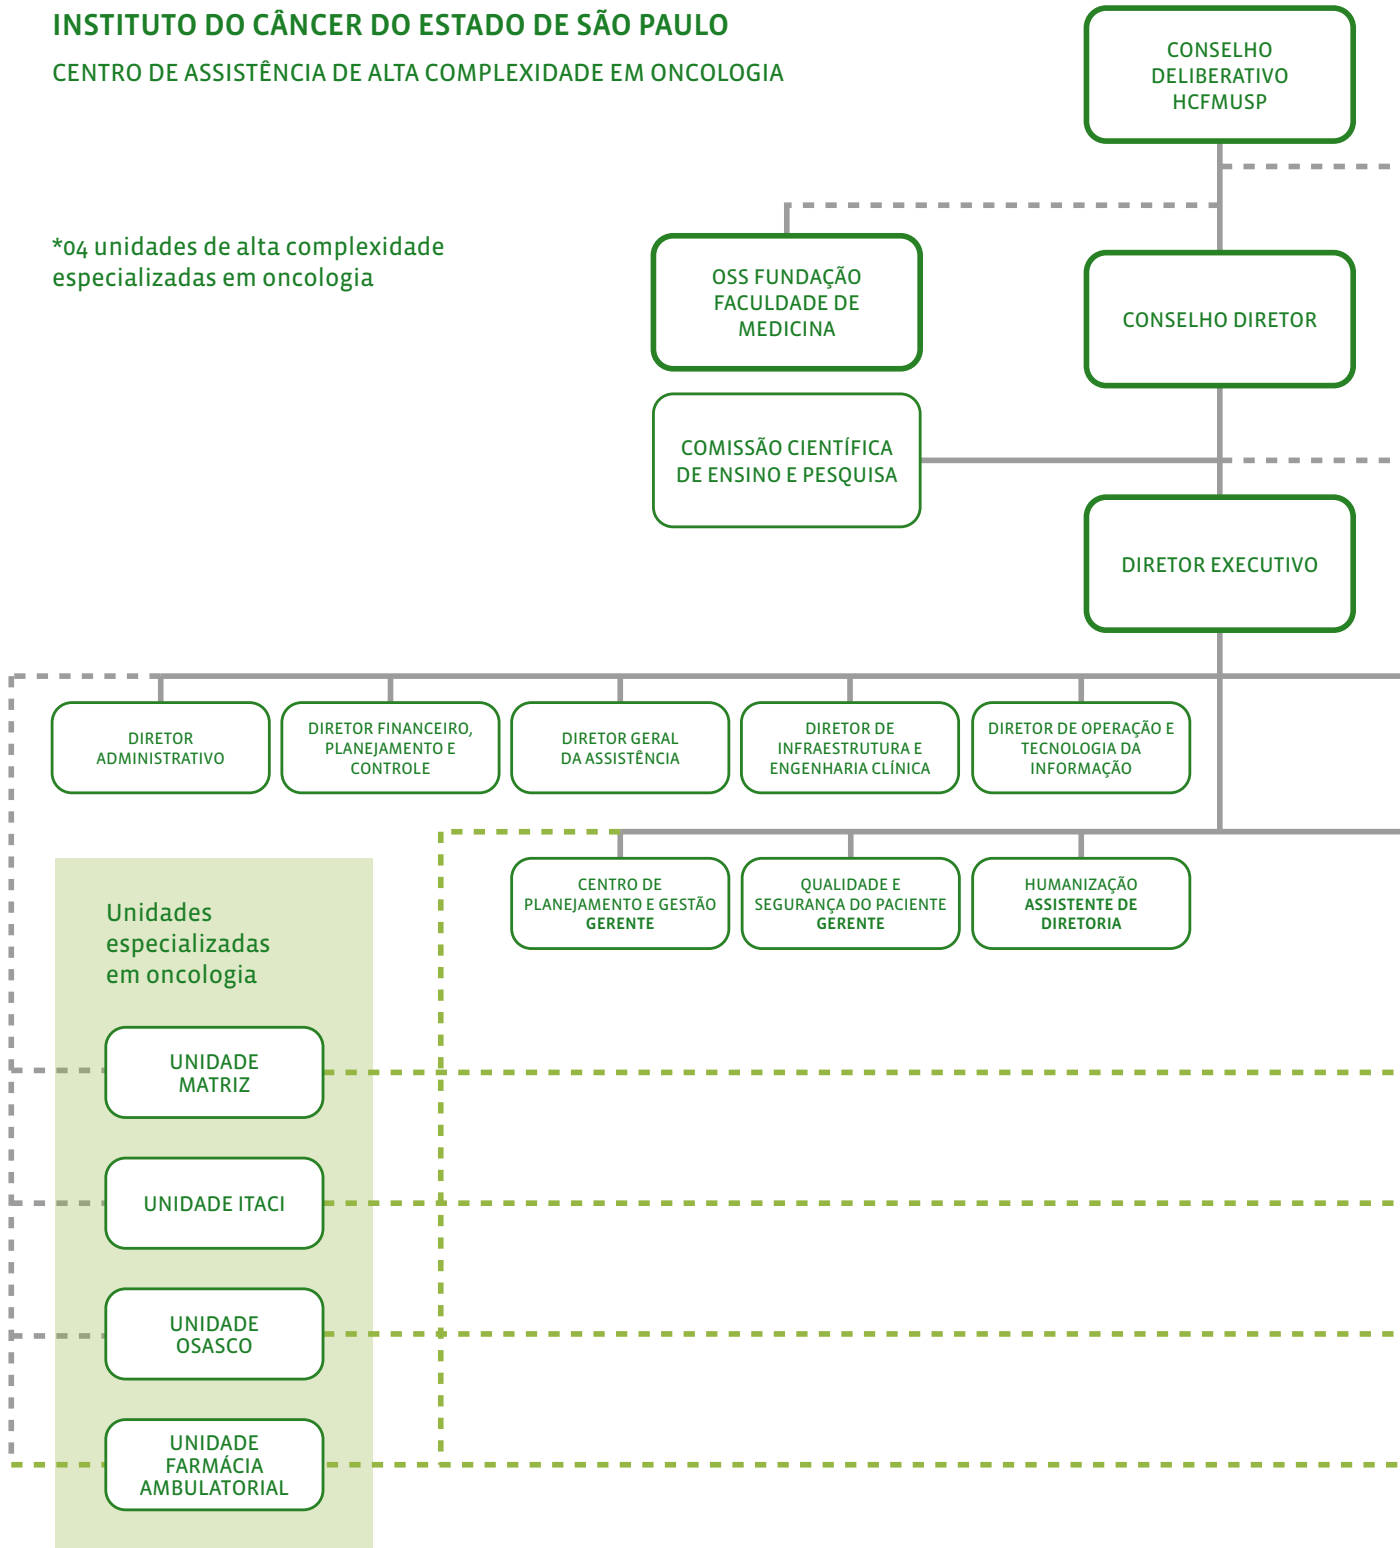 INSTITUTO DO CÂNCER DO ESTADO DE SÃO PAULO
CENTRO DE ASSISTÊNCIA DE ALTA COMPLEXIDADE EM ONCOLOGIA
CONSELHO
DELIBERATIVO
HCFMUSP
*04 unidades de alta complexidade
especializadas em oncologia
OSS FUNDAÇÃO
FACULDADE DE
MEDICINA
CONSELHO DIRETOR
COMISSÃO CIENTÍFICA
DE ENSINO E PESQUISA
DIRETOR EXECUTIVO
DIRETOR
ADMINISTRATIVO
DIRETOR FINANCEIRO,
PLANEJAMENTO E
CONTROLE
DIRETOR GERAL
DA ASSISTÊNCIA
DIRETOR DE
INFRAESTRUTURA E
ENGENHARIA CLÍNICA
DIRETOR DE OPERAÇÃO E
TECNOLOGIA DA
INFORMAÇÃO
CENTRO DE
PLANEJAMENTO E GESTÃO
GERENTE
QUALIDADE E
SEGURANÇA DO PACIENTE
GERENTE
HUMANIZAÇÃO
ASSISTENTE DE
DIRETORIA
Unidades
especializadas
em oncologia
UNIDADE
MATRIZ
UNIDADE ITACI
UNIDADE
OSASCO
UNIDADE
FARMÁCIA
AMBULATORIAL